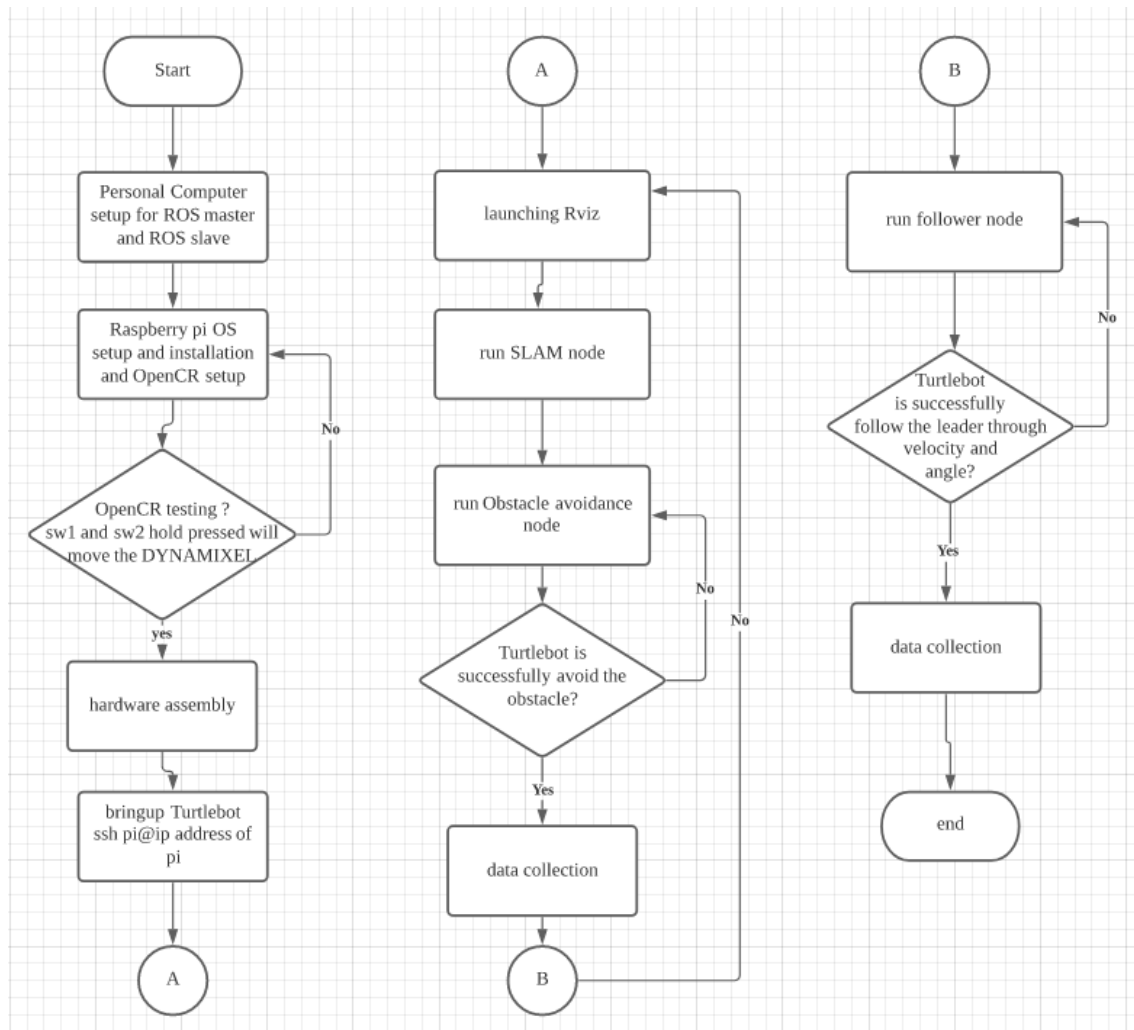 Start
Personal Computer
setup for ROS master
and ROS slave
Raspberry pi OS
setup and installation
and OpenCR setup
No
OpenCR testing ?
sw1 and sw2 hold pressed will
move the DYNAMIXEL
yes
hardware assembly
bringup Turtlebot
ssh pi@ip address of
pi
A
A
launching Rviz
run SLAM node
run Obstacle avoidance
node
No
No
Turtlebot is
successfully avoid the
obstacle?
Yes
data collection
B
B
run follower node
No
Turtlebot
is successfully
follow the leader through
velocity and
angle?
Yes
data collection
end